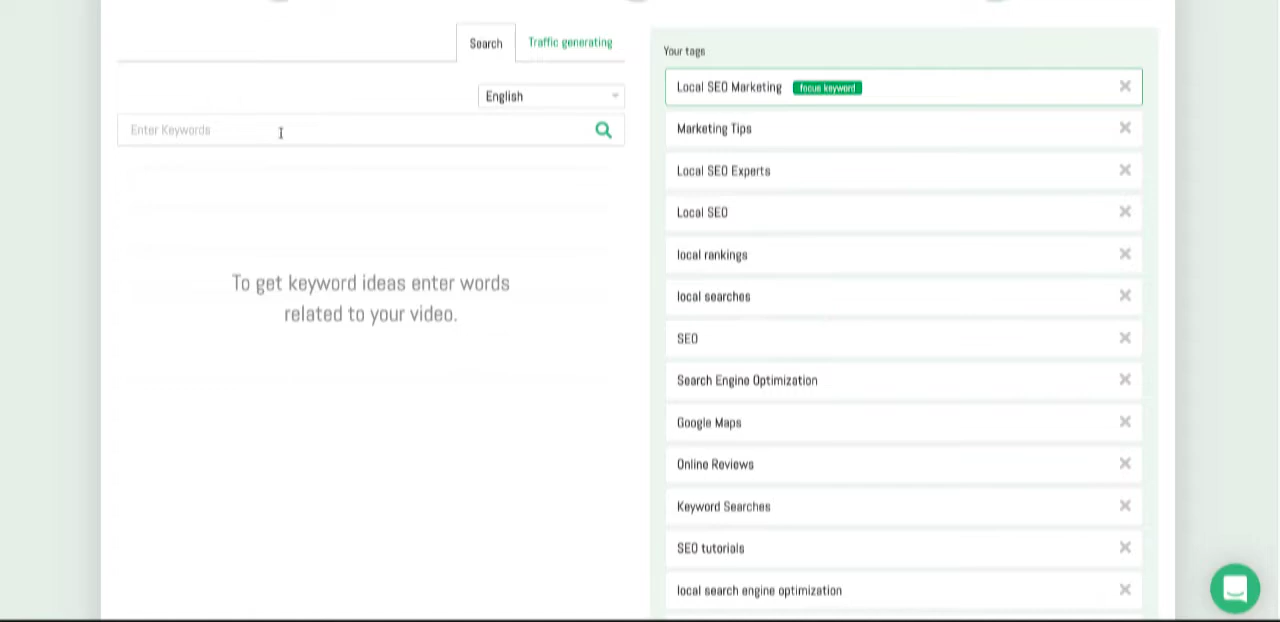 Search
Traffic generating
English
Enter Keywords
To get keyword ideas enter words
related to your video.
Your tags
Local SEO Marketing focus keyword
Marketing Tips
Local SEO Experts
Local SEO
local rankings
local searches
SEO
Search Engine Optimization
Google Maps
Online Reviews
Keyword Searches
SEO tutorials
local search engine optimization